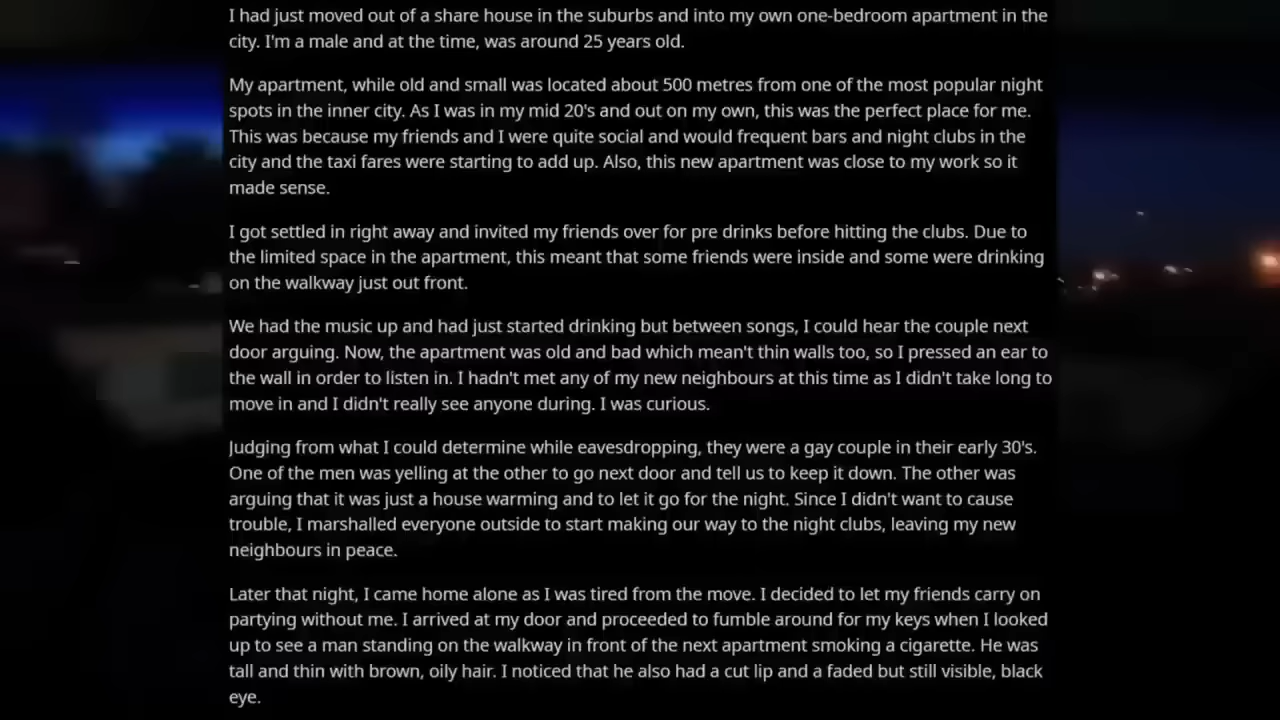 I had just moved out of a share house in the suburbs and into my own one-bedroom apartment in the
city. I'm a male and at the time, was around 25 years old.
My apartment, while old and small was located about 500 metres from one of the most popular night
spots in the inner city. As I was in my mid 20's and out on my own, this was the perfect place for me.
This was because my friends and I were quite social and would frequent bars and night clubs in the
city and the taxi fares were starting to add up. Also, this new apartment was close to my work so it
made sense.
I got settled in right away and invited my friends over for pre drinks before hitting the clubs. Due to
the limited space in the apartment, this meant that some friends were inside and some were drinking
on the walkway just out front.
We had the music up and had just started drinking but between songs, I could hear the couple next
door arguing. Now, the apartment was old and bad which mean't thin walls too, so I pressed an ear to
the wall in order to listen in. I hadn't met any of my new neighbours at this time as I didn't take long to
move in and I didn't really see anyone during. I was curious.
Judging from what I could determine while eavesdropping, they were a gay couple in their early 30's.
One of the men was yelling at the other to go next door and tell us to keep it down. The other was
arguing that it was just a house warming and to let it go for the night. Since I didn't want to cause
trouble, I marshalled everyone outside to start making our way to the night clubs, leaving my new
neighbours in peace.
Later that night, I came home alone as I was tired from the move. I decided to let my friends carry on
partying without me. I arrived at my door and proceeded to fumble around for my keys when I looked
up to see a man standing on the walkway in front of the next apartment smoking a cigarette. He was
tall and thin with brown, oily hair. I noticed that he also had a cut lip and a faded but still visible, black
eye.